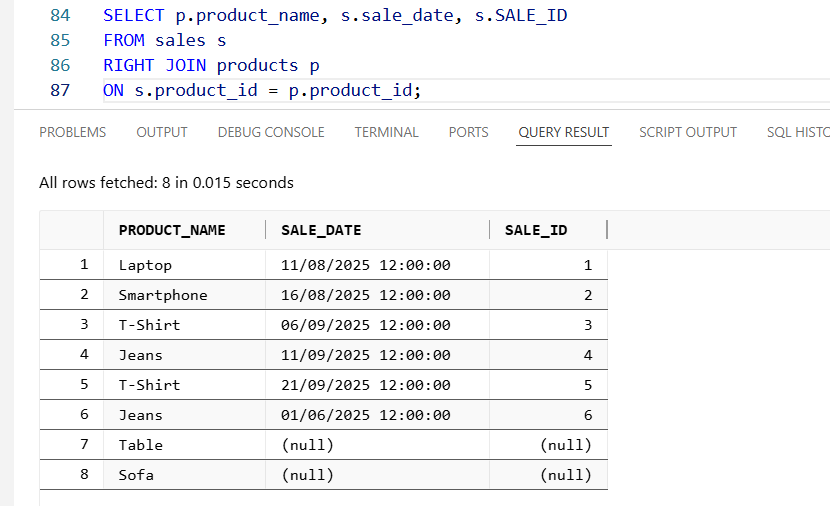 84 SELECT p.product_name, s.sale_date, s.SALE_ID
85 FROM sales s
86 RIGHT JOIN products p
87 ON s.product_id = p.product_id;
PROBLEMS OUTPUT DEBUG CONSOLE TERMINAL PORTS QUERY RESULT SCRIPT OUTPUT SQL HISTO
All rows fetched: 8 in 0.015 seconds
PRODUCT_NAME SALE_DATE SALE_ID
1 Laptop 11/08/2025 12:00:00 1
2 Smartphone 16/08/2025 12:00:00 2
3 T-Shirt 06/09/2025 12:00:00 3
4 Jeans 11/09/2025 12:00:00 4
5 T-Shirt 21/09/2025 12:00:00 5
6 Jeans 01/06/2025 12:00:00 6
7 Table (null) (null)
8 Sofa (null) (null)